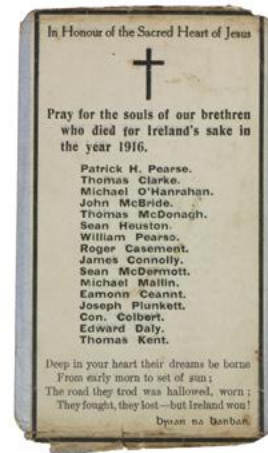 In Honour of the Sacred Heart of Jesus
Pray for the souls of our brethren
who died for Ireland's sake in
the year 1916.
Patrick H. Pearse.
Thomas Clarke.
Michael O'Hanrahan.
John McBride.
Thomas McDonagh.
Sean Heuston.
William Pearse.
Roger Casement.
James Connolly.
Sean McDermott.
Michael Mallin.
Eamonn Ceannt.
Joseph Plunkett.
Con. Colbert.
Edward Daly.
Thomas Kent.
Deep in your heart their dreams be borne
From early morn to set of sun;
The road they trod was hallowed, worn;
They fought, they lost—but Ireland won!
na banban.